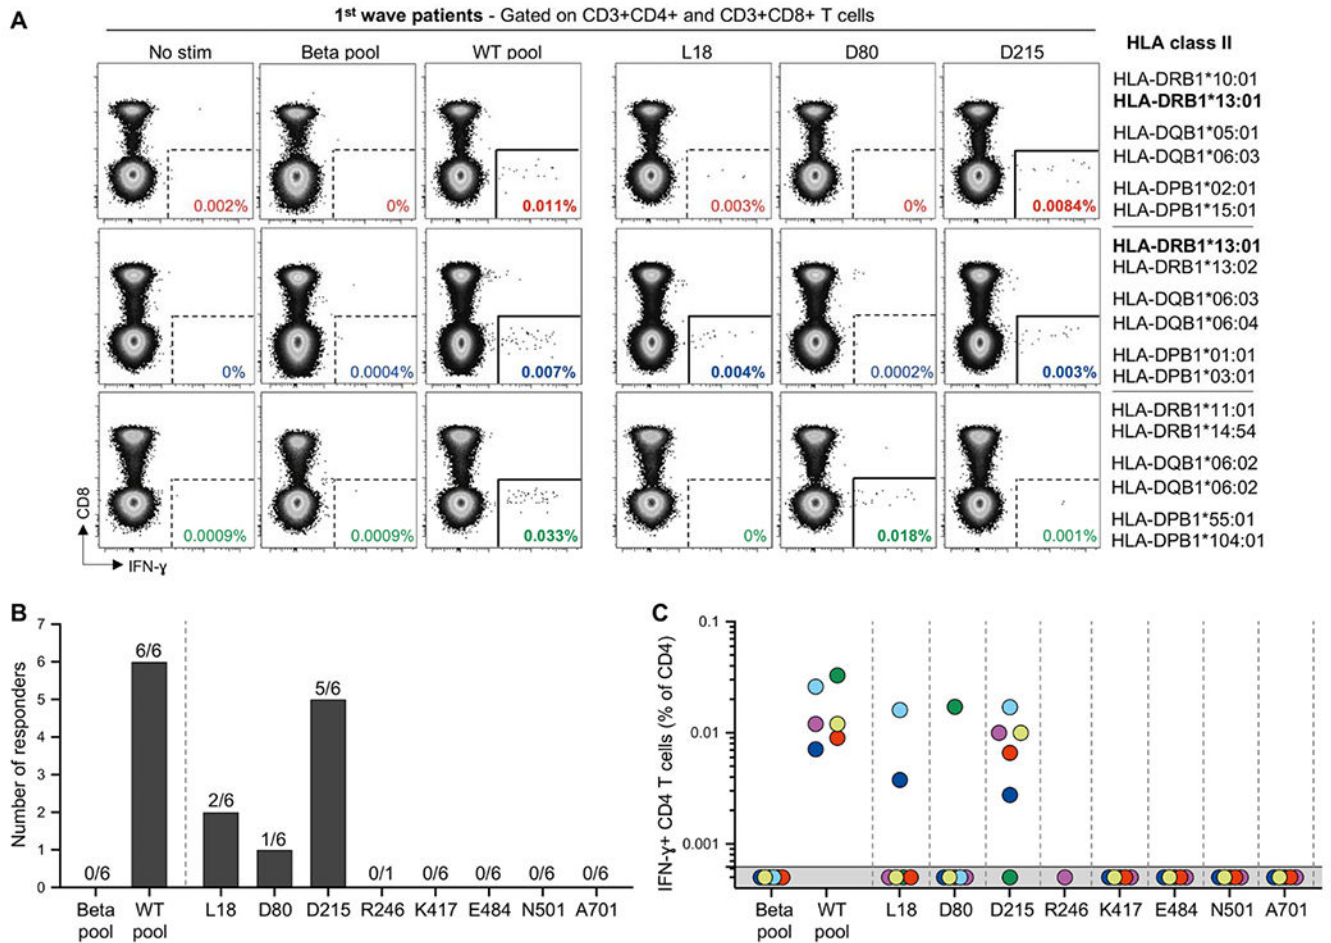 A
1st wave patients - Gated on CD3+CD4+ and CD3+CD8+ T cells
No stim Beta pool WT pool L18 D80 D215 HLA class II
0.002% 0% 0.011% 0.003% 0% 0.0084%
HLA-DRB1*10:01
HLA-DRB1*13:01
HLA-DQB1*05:01
HLA-DQB1*06:03
HLA-DPB1*02:01
HLA-DPB1*15:01
0% 0.0004% 0.007% 0.004% 0.0002% 0.003%
HLA-DRB1*13:01
HLA-DRB1*13:02
HLA-DQB1*06:03
HLA-DQB1*06:04
HLA-DPB1*01:01
HLA-DPB1*03:01
0.0009% 0.0009% 0.033% 0% 0.018% 0.001%
HLA-DRB1*11:01
HLA-DRB1*14:54
HLA-DQB1*06:02
HLA-DQB1*06:02
HLA-DPB1*55:01
HLA-DPB1*104:01
CD8
IFN-γ
B
Number of responders
7
6
5
4
3
2
1
0
0/6 6/6 2/6 1/6 5/6 0/1 0/6 0/6 0/6 0/6
Beta pool WT pool L18 D80 D215 R246 K417 E484 N501 A701
C
IFN-γ+ CD4 T cells (% of CD4)
0.1
0.01
0.001
Beta pool WT pool L18 D80 D215 R246 K417 E484 N501 A701